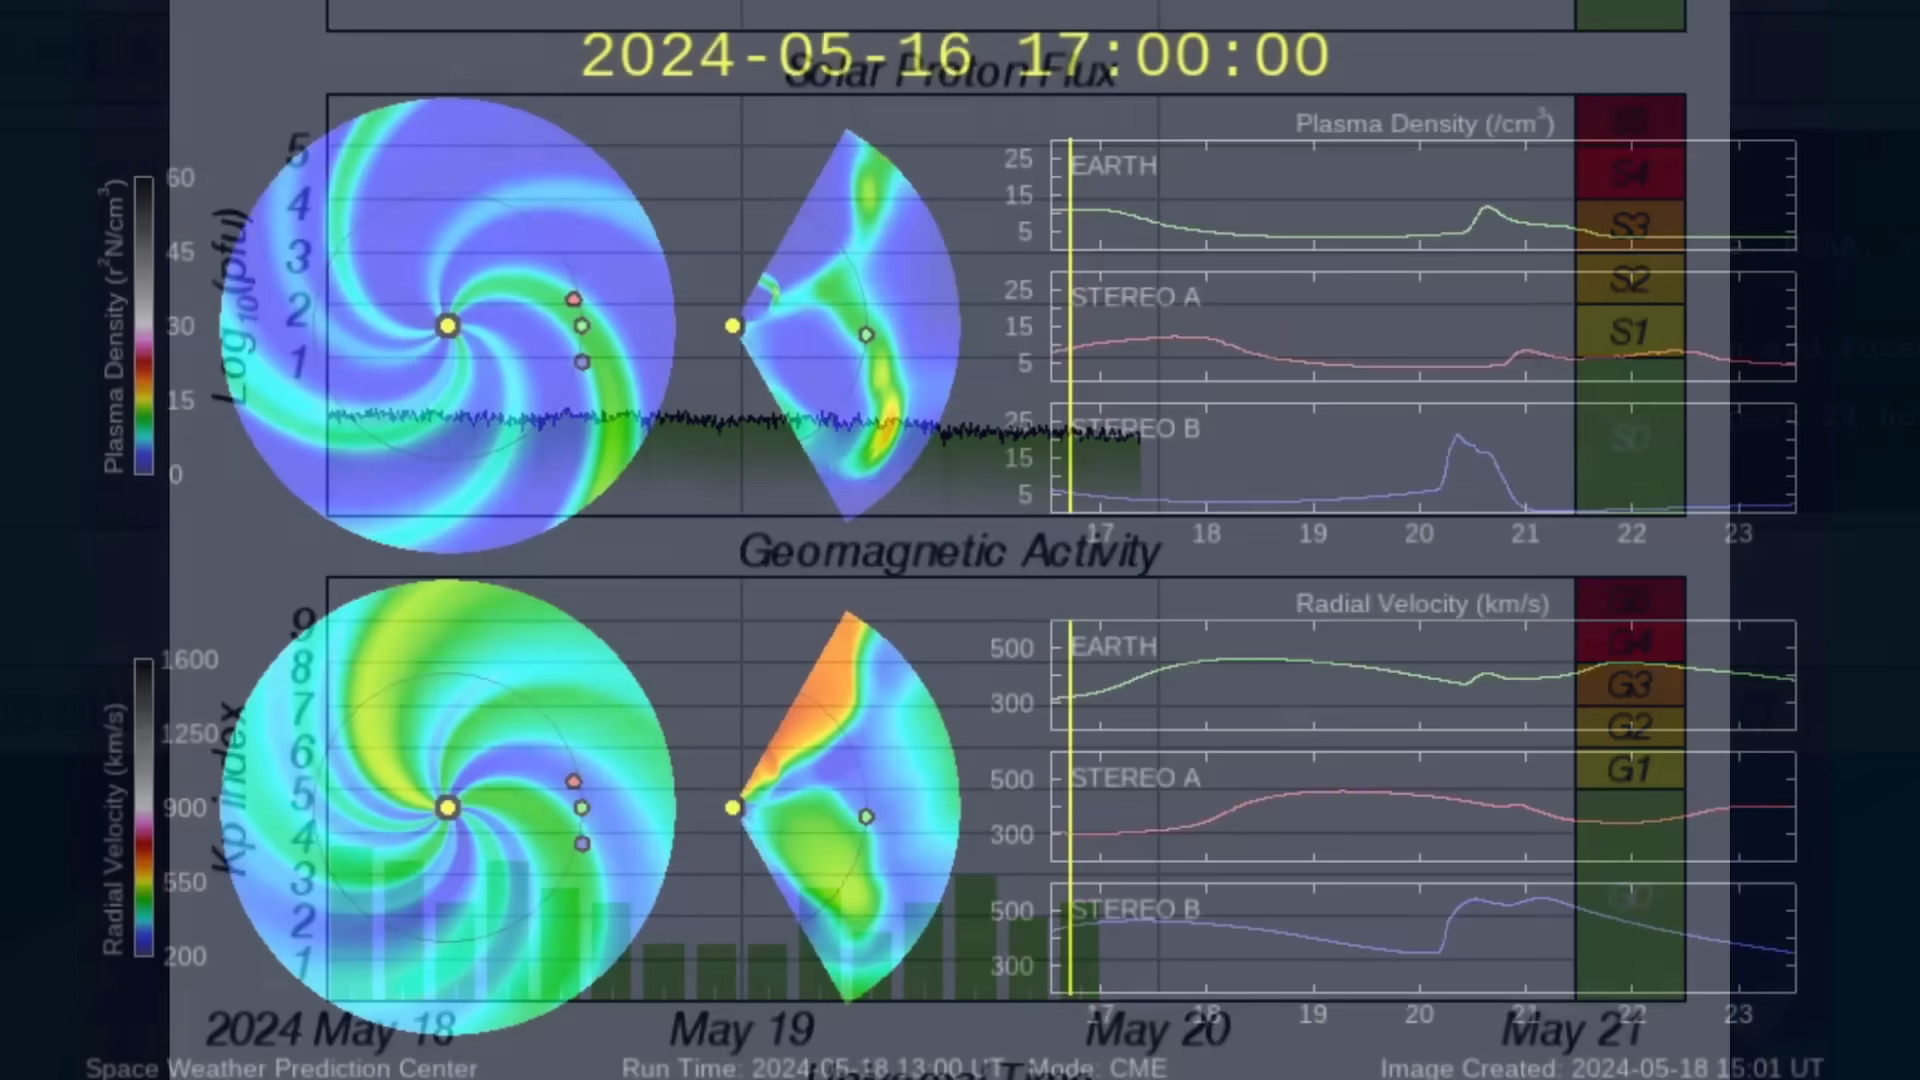 2024-05-16 17:00:00
Solar Proton Flux
Plasma Density (/cm³)
Plasma Density (r²N/cm³)
60
45
30
15
0
Log10(pfu)
5
4
3
2
1
25
15
5
EARTH
25
15
5
STEREO A
25
15
5
STEREO B
S4
S3
S2
S1
S0
17 18 19 20 21 22 23
Geomagnetic Activity
Radial Velocity (km/s)
Radial Velocity (km/s)
1600
1250
900
550
200
Kp index
9
8
7
6
5
4
3
2
1
500
300
EARTH
500
300
STEREO A
500
300
STEREO B
G4
G3
G2
G1
G0
17 18 19 20 21 22 23
2024 May 18 May 19 May 20 May 21
Space Weather Prediction Center Run Time: 2024-05-18 13:00 UT Mode: CME Image Created: 2024-05-18 15:01 UT
Universal Time